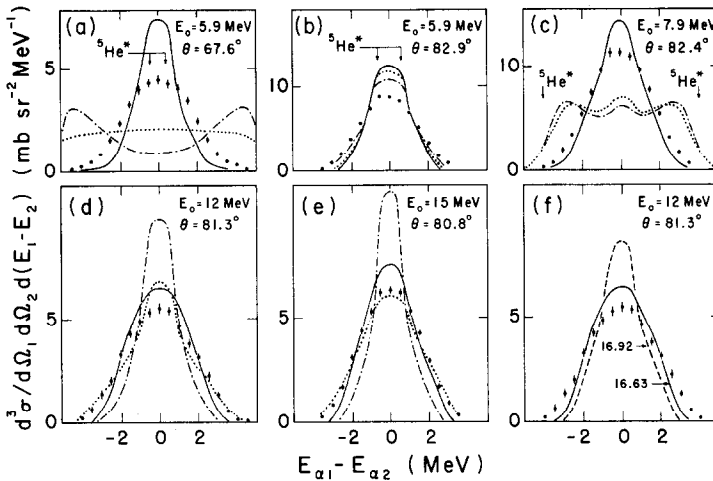 (a) E₀=5.9 MeV
θ=67.6°
⁵He*
(b) E₀=5.9 MeV
θ=82.9°
⁵He*
(c) E₀=7.9 MeV
θ=82.4°
⁵He* ⁵He*
(d) E₀=12 MeV
θ=81.3°
(e) E₀=15 MeV
θ=80.8°
(f) E₀=12 MeV
θ=81.3°
16.92
16.63
5
0
10
0
10
5
0
5
0
5
0
5
0
-2 0 2
-2 0 2
-2 0 2
d³σ/dΩ₁ dΩ₂ d(E₁-E₂) (mb sr⁻² MeV⁻¹)
Eα₁-Eα₂ (MeV)